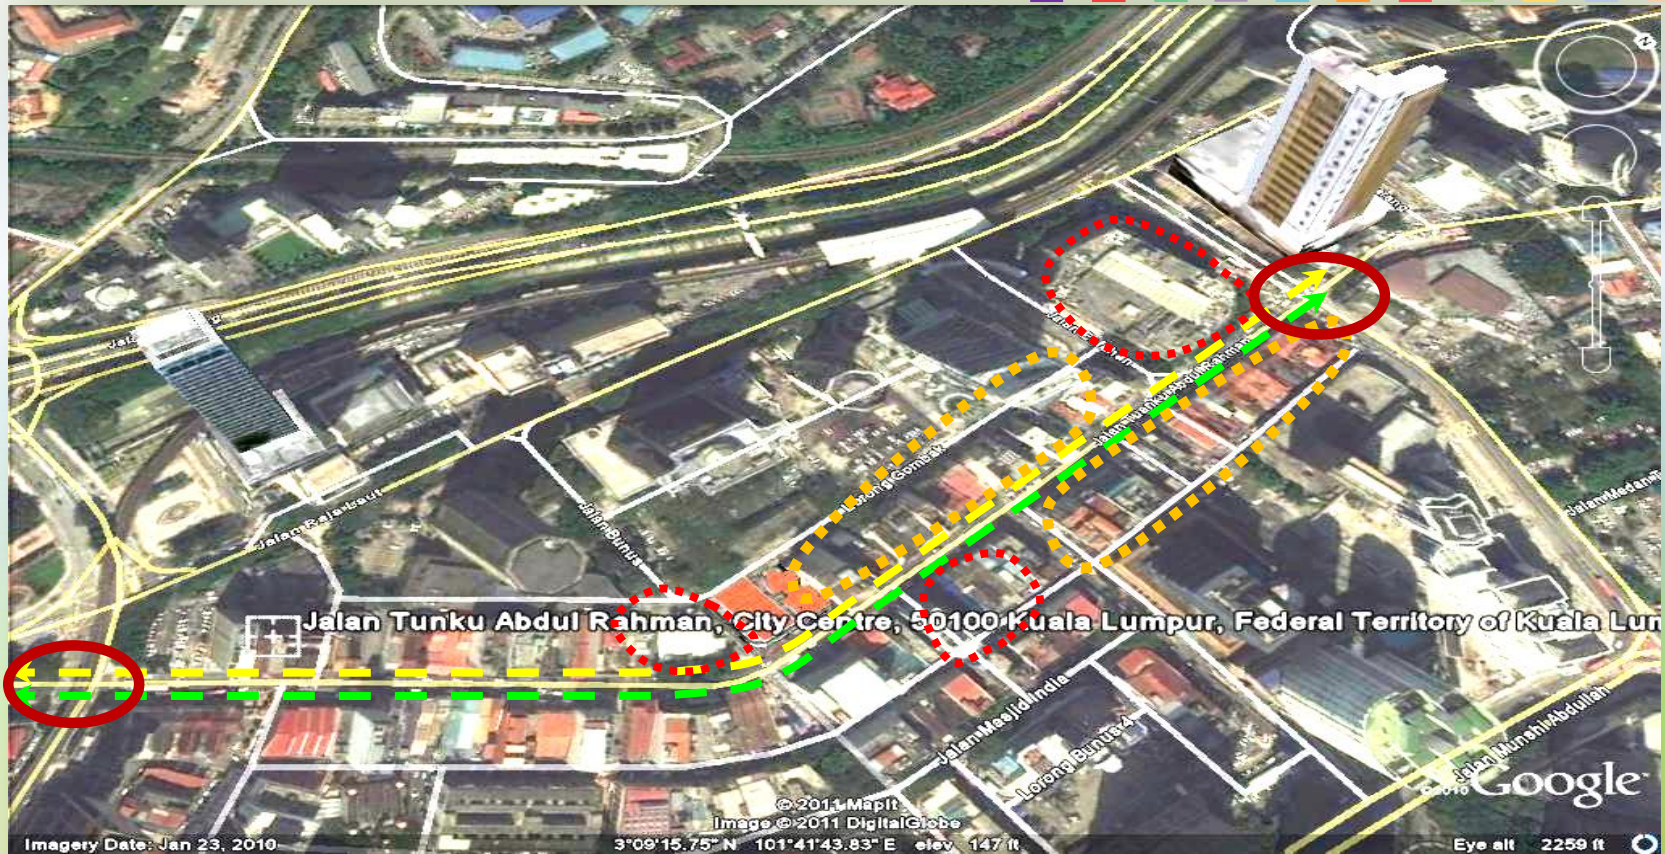 Jalan Tuanku Abdul Rahman
Lorong Gombak
Jalan Medan T
Jalan Raja Laut
Jalan Bunus
Jalan Tunku Abdul Rahman, City Centre, 50100 Kuala Lumpur, Federal Territory of Kuala Lum
Jalan Masjid India
Lorong Bunus 4
Jalan Munshi Abdullah
Google
© 2011 MapIt
Image © 2011 DigitalGlobe
Imagery Date: Jan 23, 2010
3°09'15.75" N 101°41'43.83" E elev 147 ft
Eye alt 2259 ft
N